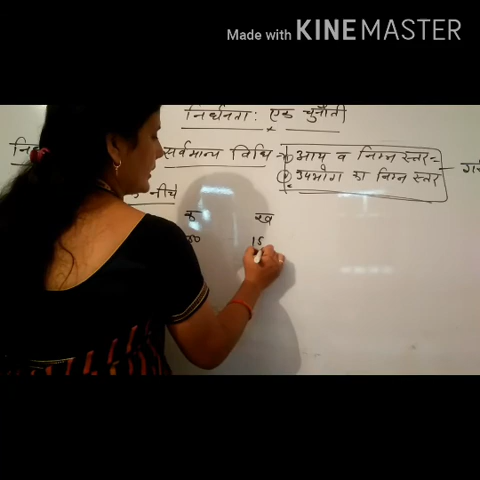 Made with KINEMASTER
निर्धनता: एक चुनौती
सर्वमान्य विधि आय व निम्न स्तर
उपभोग का निम्न स्तर
नीचे
क ख
15